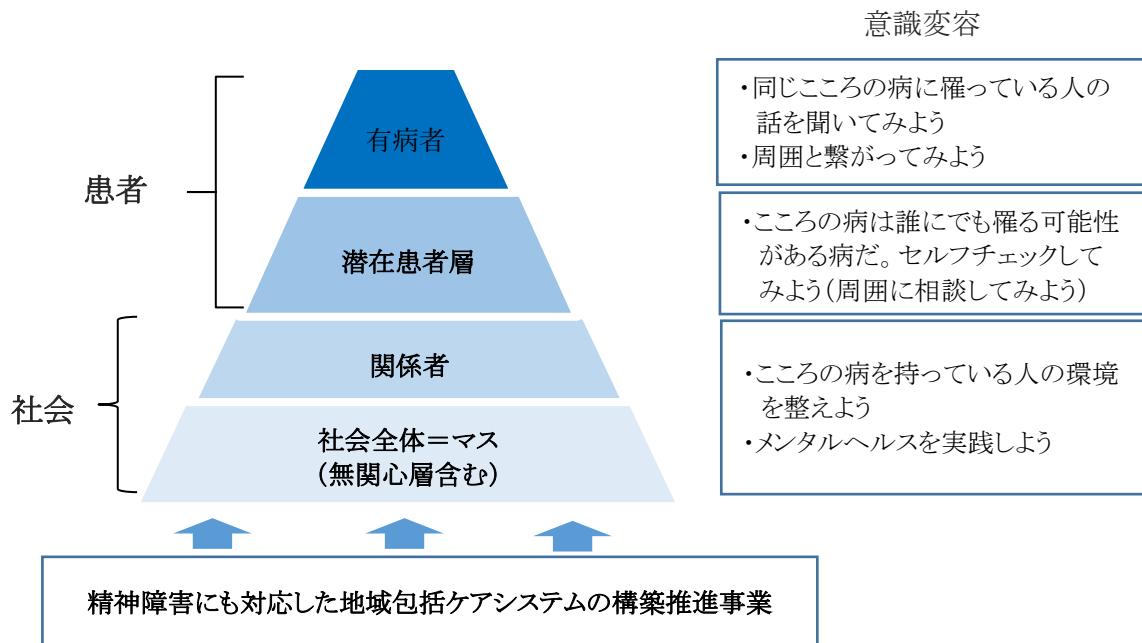 意識変容
有病者
患者
潜在患者層
関係者
社会
社会全体＝マス
（無関心層含む）
・同じこころの病に罹っている人の
話を聞いてみよう
・周囲と繋がってみよう
・こころの病は誰にでも罹る可能性
がある病だ。セルフチェックして
みよう（周囲に相談してみよう）
・こころの病を持っている人の環境
を整えよう
・メンタルヘルスを実践しよう
精神障害にも対応した地域包括ケアシステムの構築推進事業